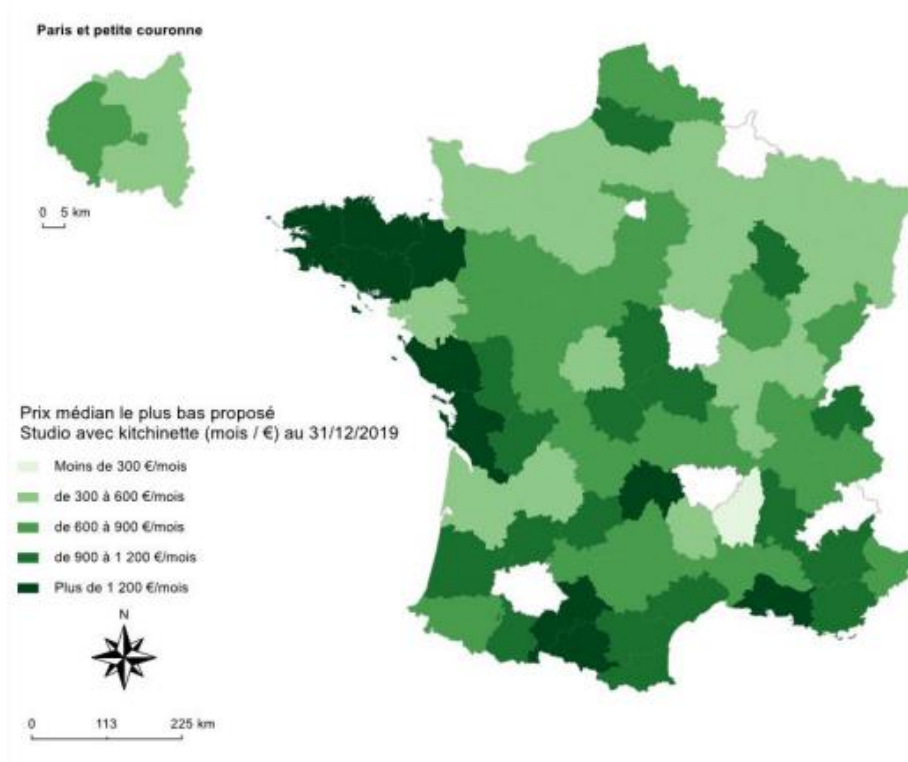 Paris et petite couronne
0 5 km
Prix médian le plus bas proposé
Studio avec kitchinette (mois / €) au 31/12/2019
Moins de 300 €/mois
de 300 à 600 €/mois
de 600 à 900 €/mois
de 900 à 1 200 €/mois
Plus de 1 200 €/mois
N
0 113 225 km